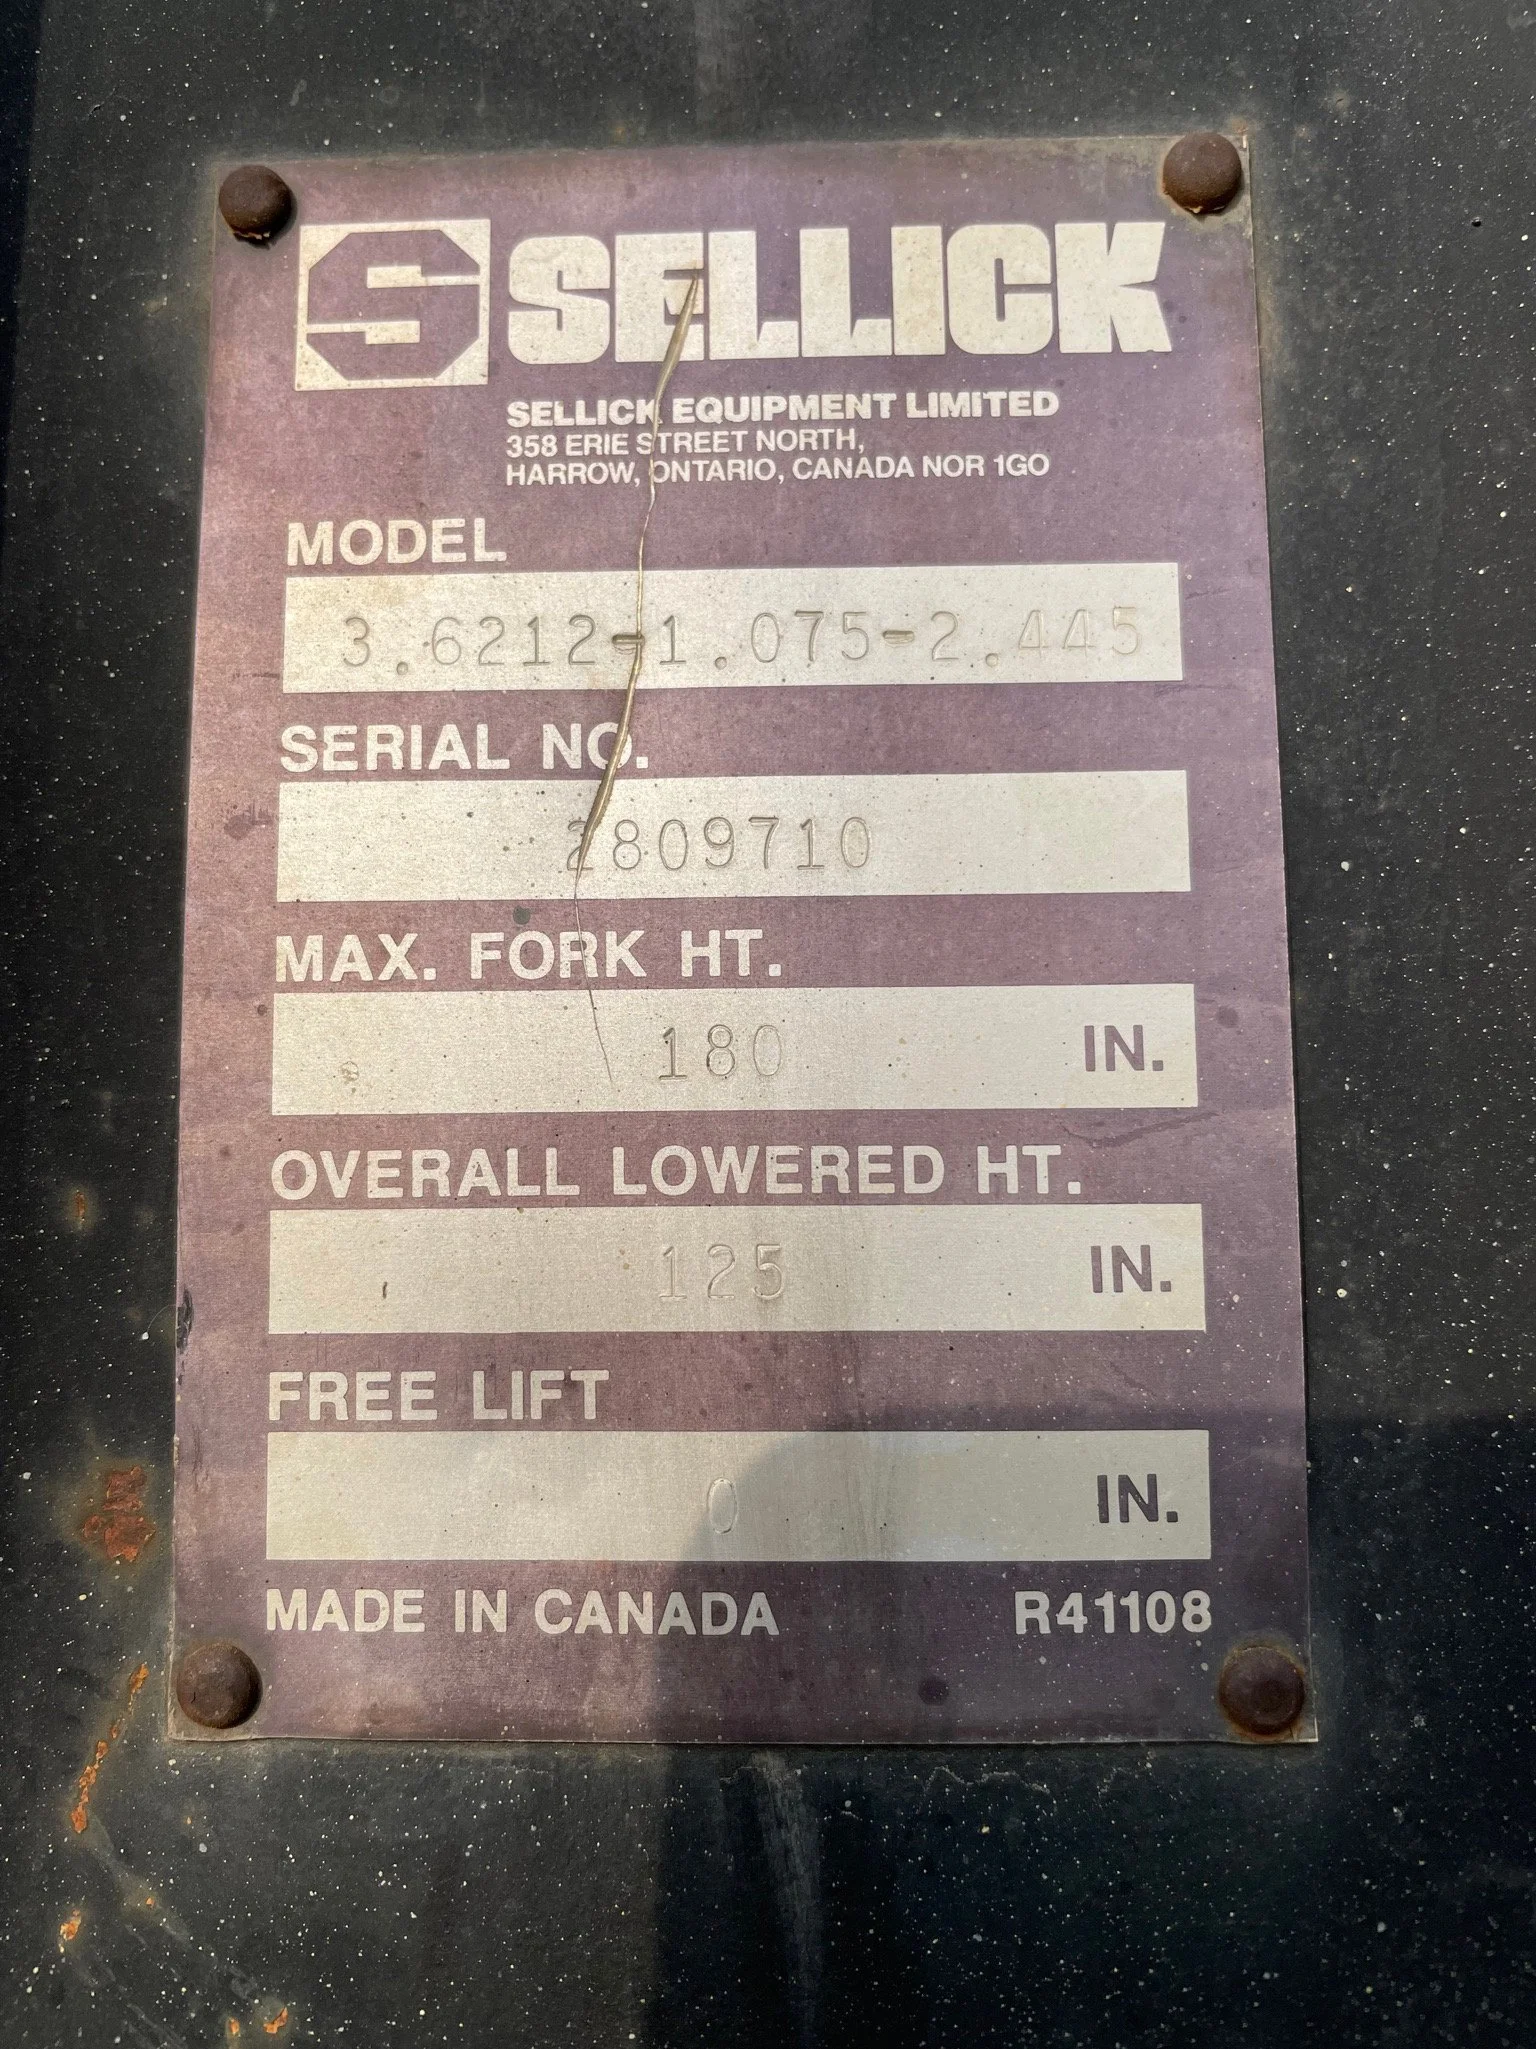 S SELLICK
SELLICK EQUIPMENT LIMITED
358 ERIE STREET NORTH,
HARROW, ONTARIO, CANADA NOR 1GO
MODEL
3.6212-1.075-2.445
SERIAL NO.
2809710
MAX. FORK HT.
180 IN.
OVERALL LOWERED HT.
125 IN.
FREE LIFT
0 IN.
MADE IN CANADA R41108